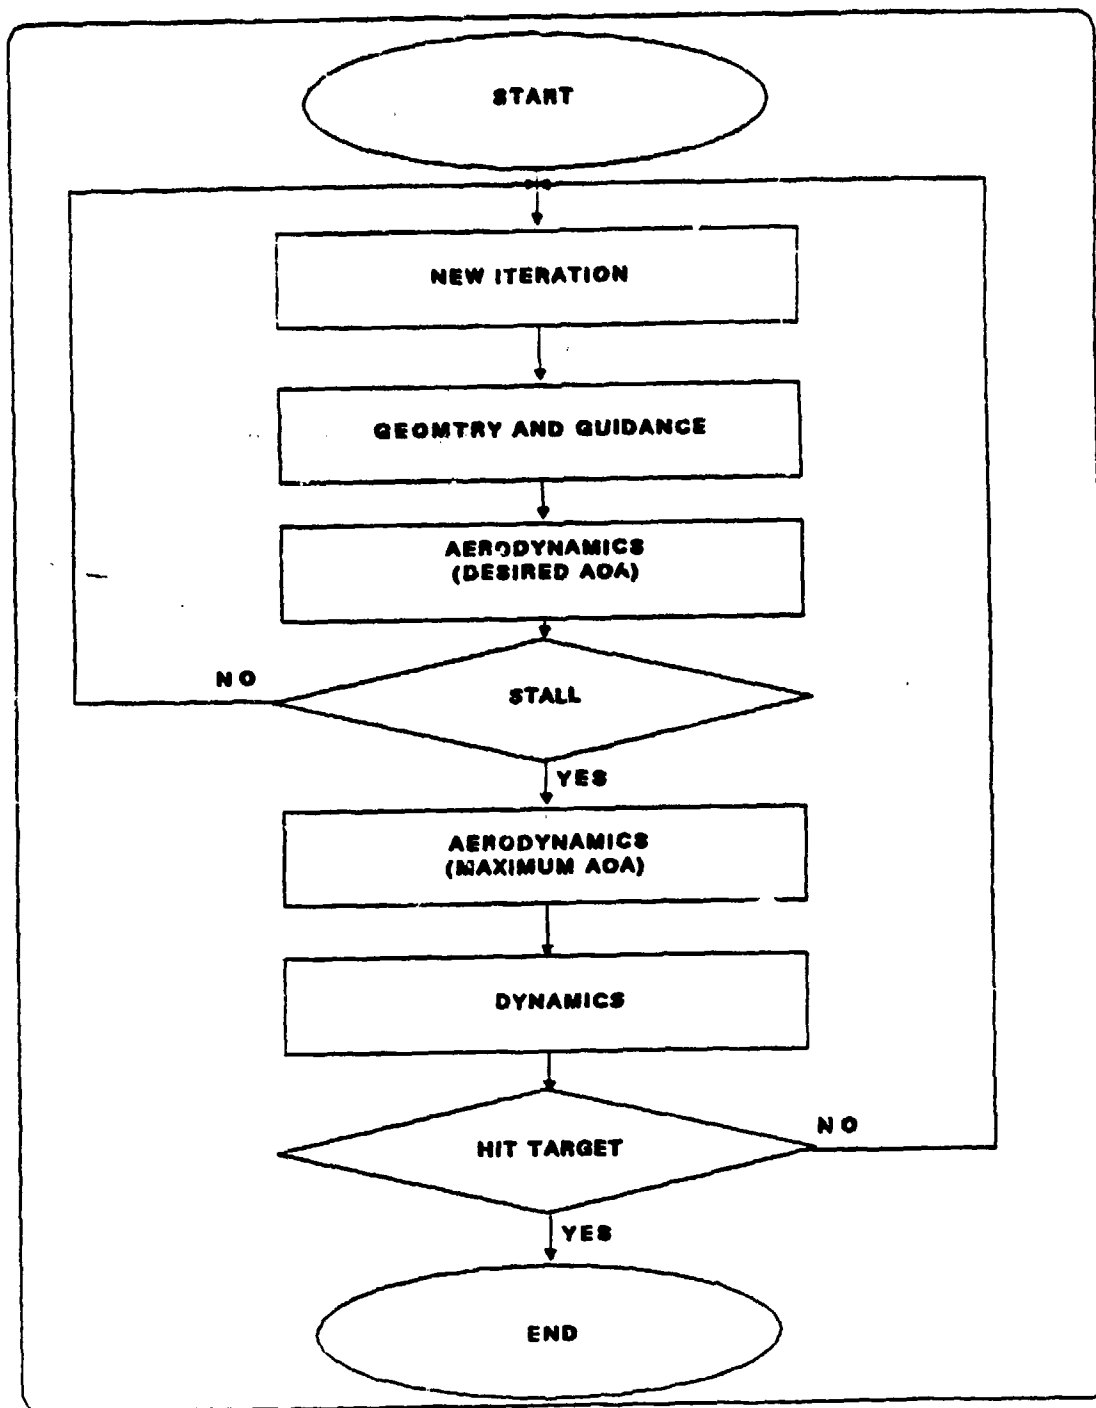 START
NEW ITERATION
GEOMTRY AND GUIDANCE
AERODYNAMICS
(DESIRED AOA)
NO
STALL
YES
AERODYNAMICS
(MAXIMUM AOA)
DYNAMICS
HIT TARGET
NO
YES
END